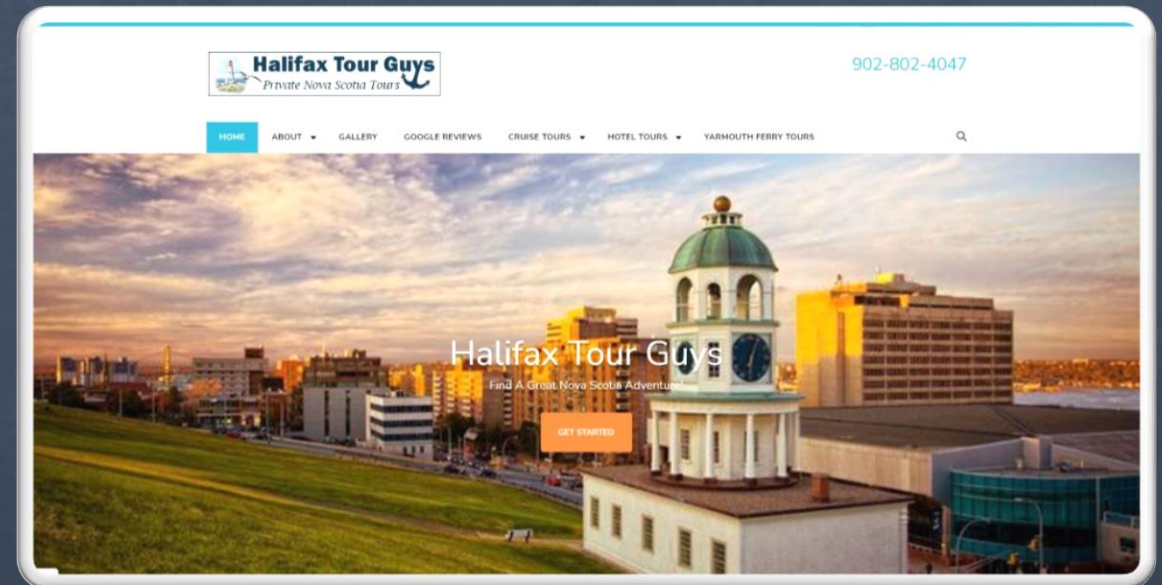 Halifax Tour Guys
Private Nova Scotia Tours
902-802-4047
HOME ABOUT GALLERY GOOGLE REVIEWS CRUISE TOURS HOTEL TOURS YARMOUTH FERRY TOURS
Halifax Tour Guys
Find A Great Nova Scotia Adventure!
GET STARTED